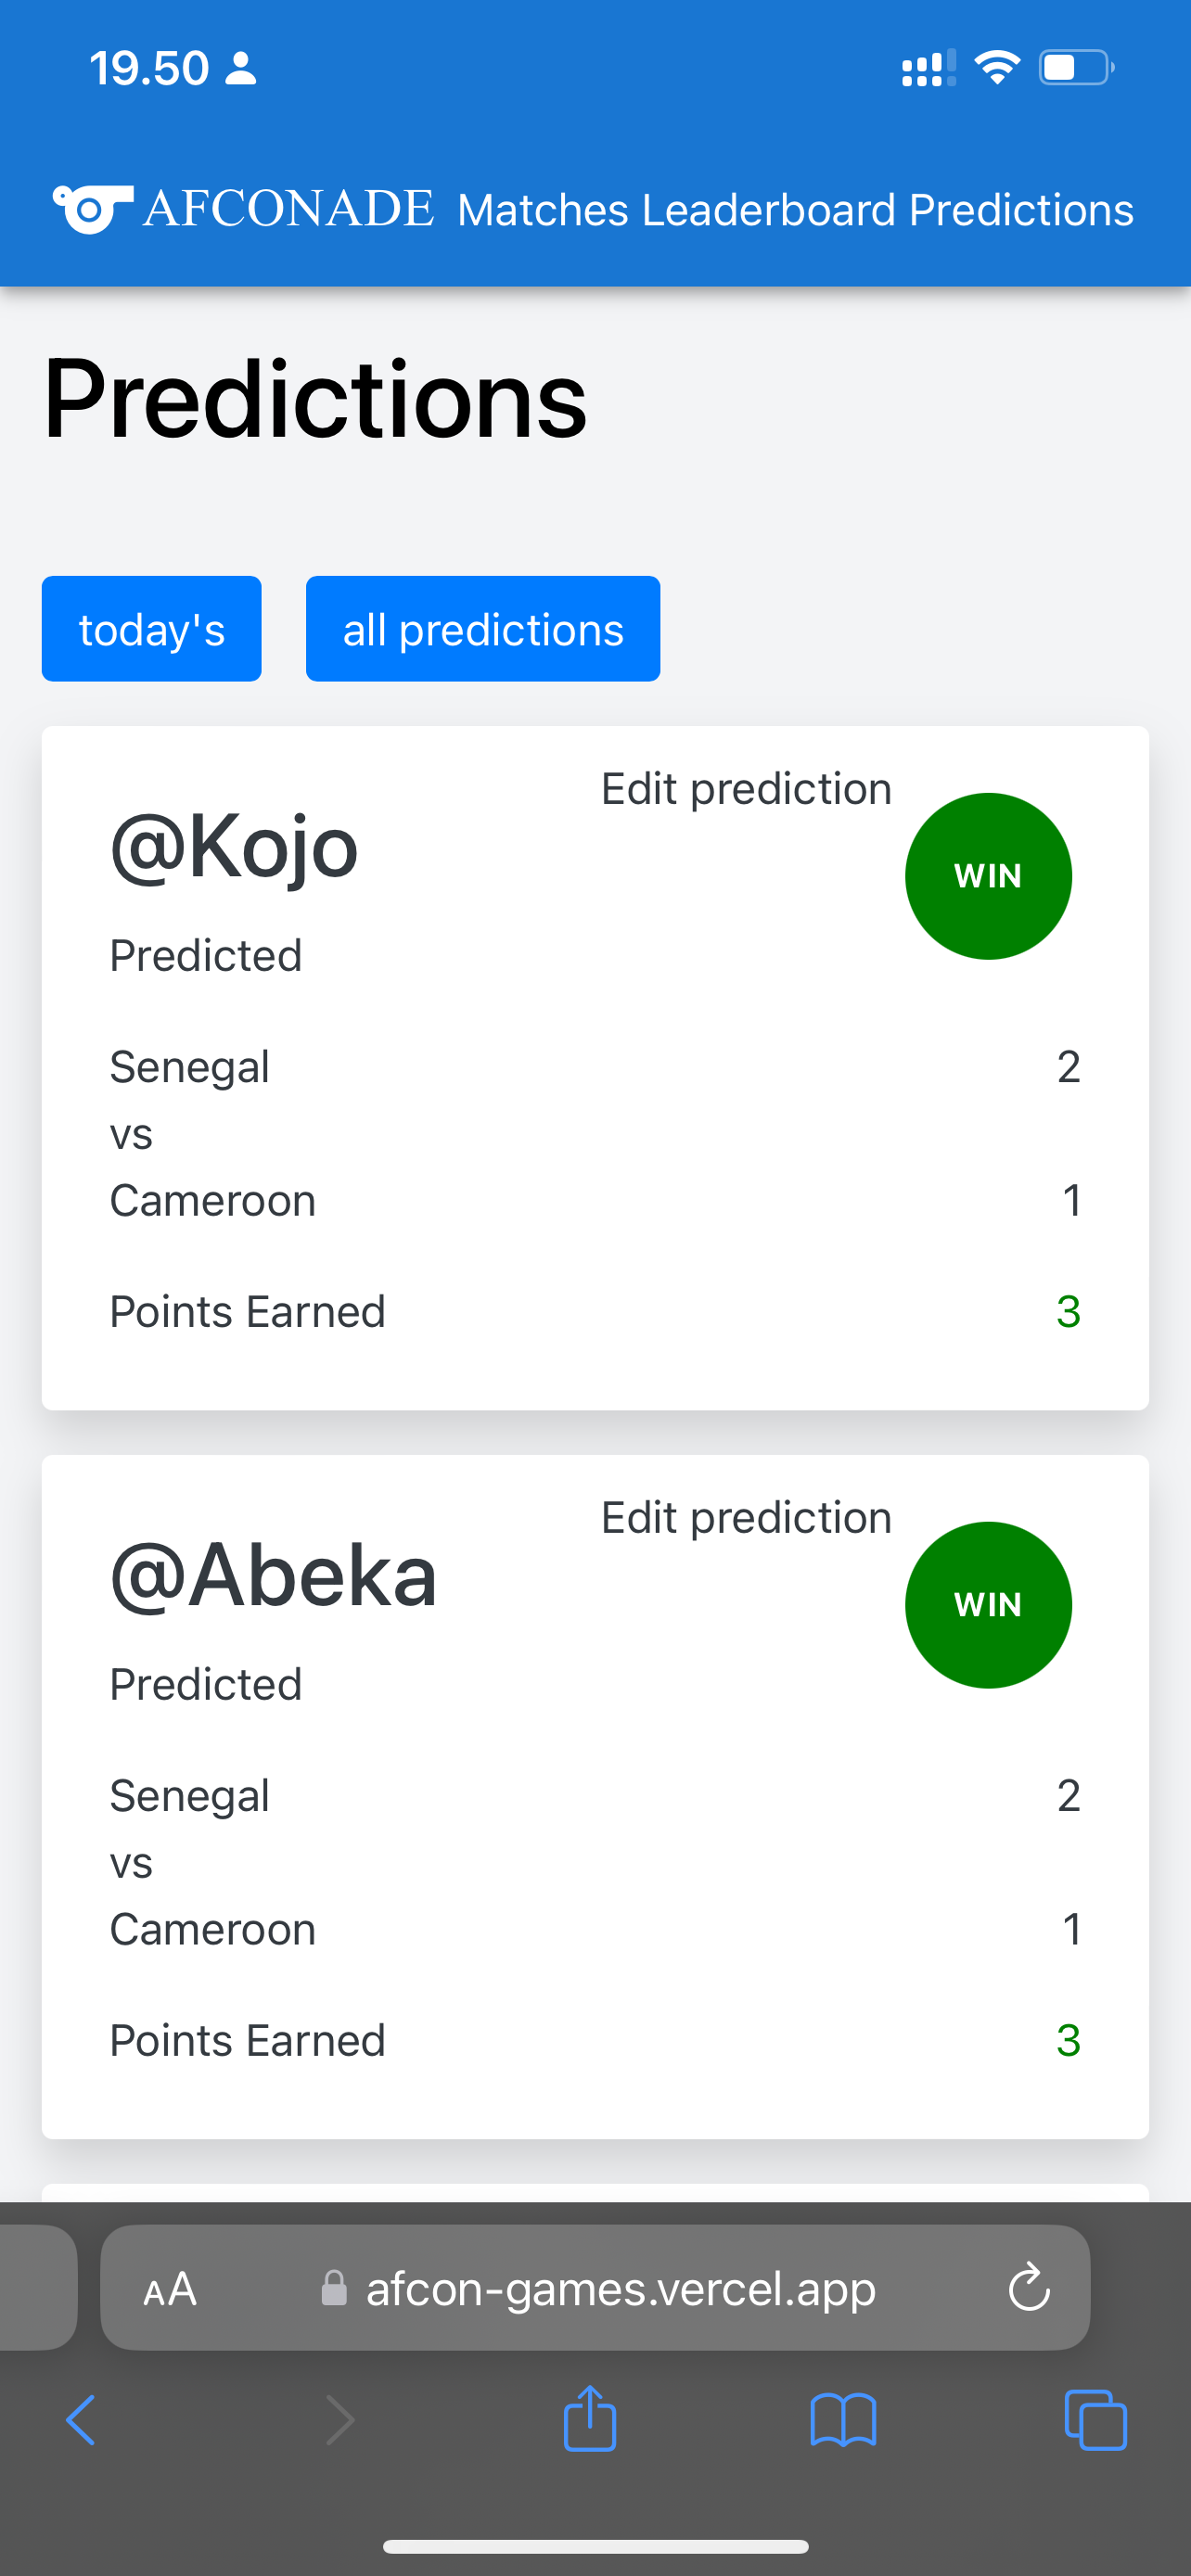 19.50
AFCONADE Matches Leaderboard Predictions
Predictions
today's all predictions
Edit prediction
@Kojo
WIN
Predicted
Senegal 2
vs
Cameroon 1
Points Earned 3
Edit prediction
@Abeka
WIN
Predicted
Senegal 2
vs
Cameroon 1
Points Earned 3
AA afcon-games.vercel.app